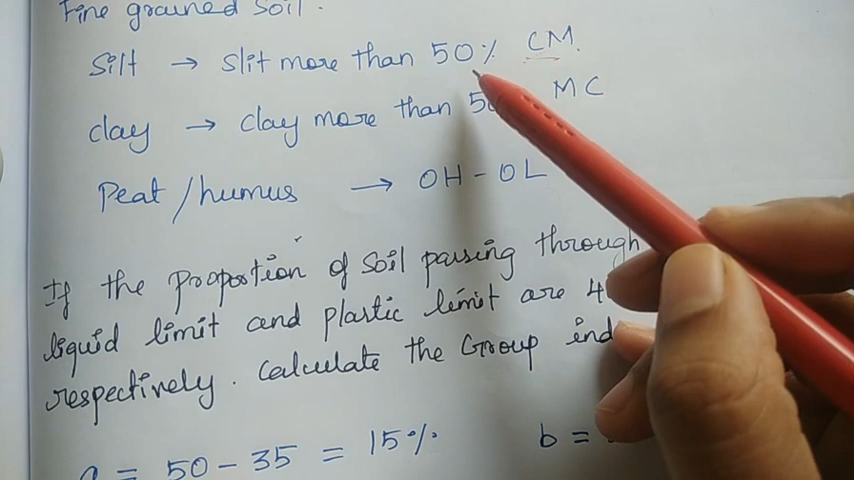 Fine grained Soil.
Silt → Slit more than 50% CM.
clay → clay more than 50 MC
Peat /humus → OH - OL
If the proportion of soil passing through
liquid limit and plastic limit are 4
respectively. Calculate the Group ind
a = 50 - 35 = 15% b =